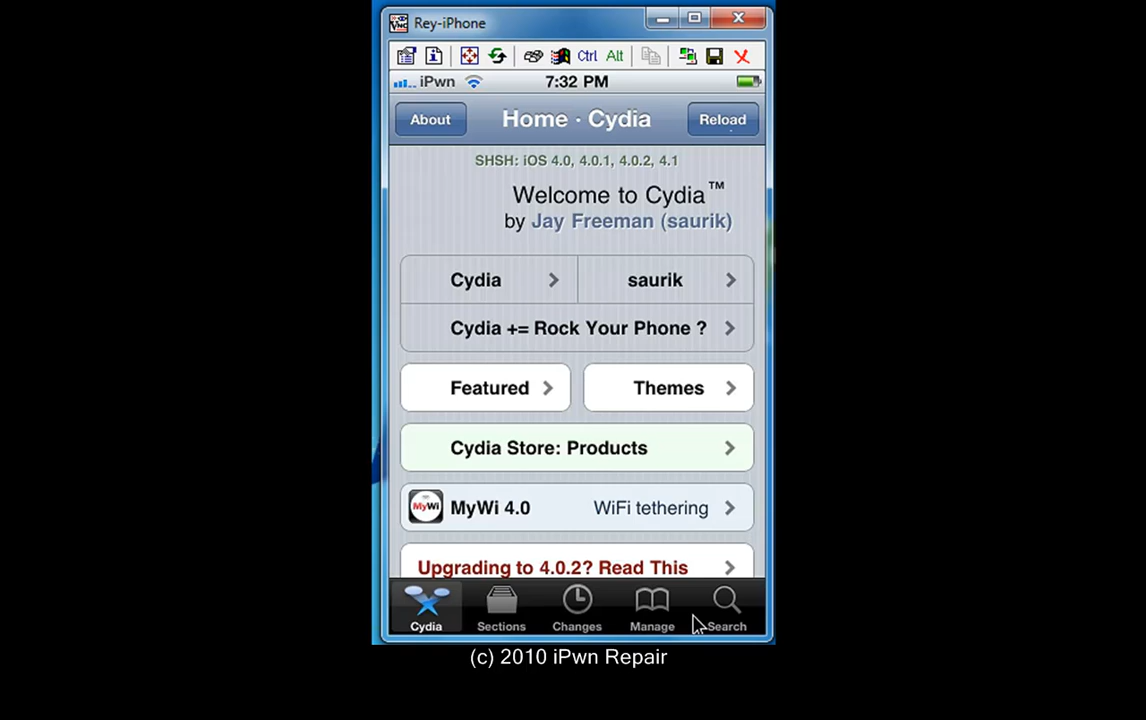 Rey-iPhone
Ctrl Alt
iPwn 7:32 PM
About Home · Cydia Reload
SHSH: iOS 4.0, 4.0.1, 4.0.2, 4.1
Welcome to Cydia™
by Jay Freeman (saurik)
Cydia saurik
Cydia += Rock Your Phone ?
Featured Themes
Cydia Store: Products
MyWi MyWi 4.0 WiFi tethering
Upgrading to 4.0.2? Read This
Cydia Sections Changes Manage Search
(c) 2010 iPwn Repair